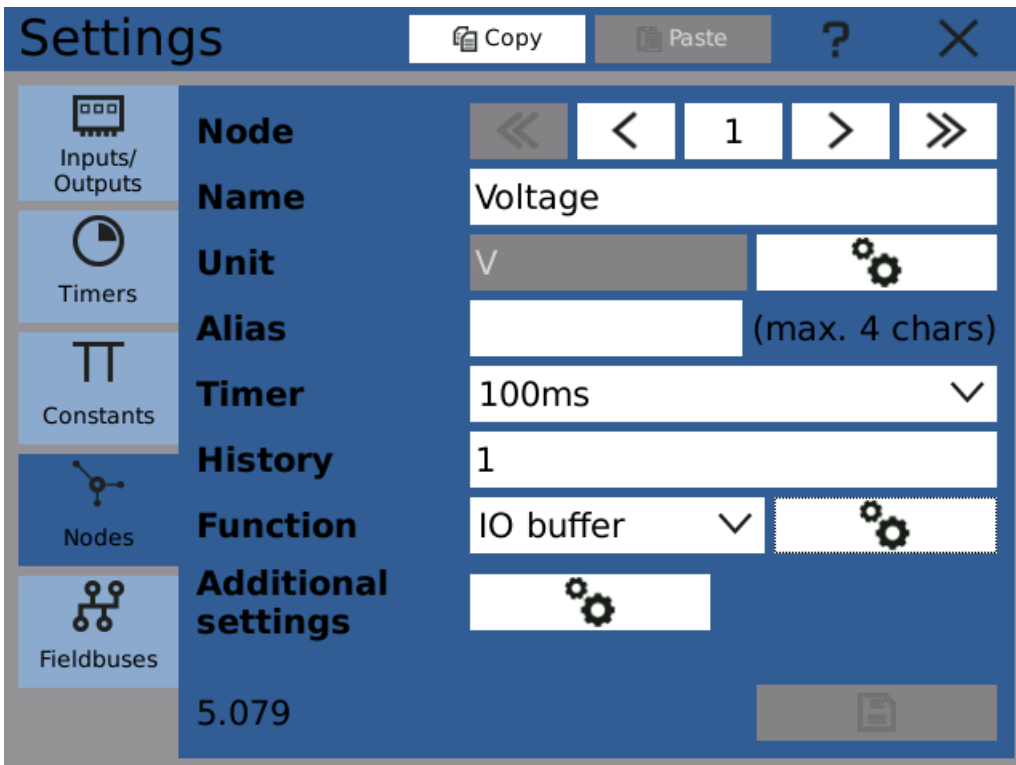 Settings
Copy
Paste
?
Inputs/
Outputs
Timers
Constants
Nodes
Fieldbuses
Node
1
Name
Voltage
Unit
V
Alias
(max. 4 chars)
Timer
100ms
History
1
Function
IO buffer
Additional
settings
5.079